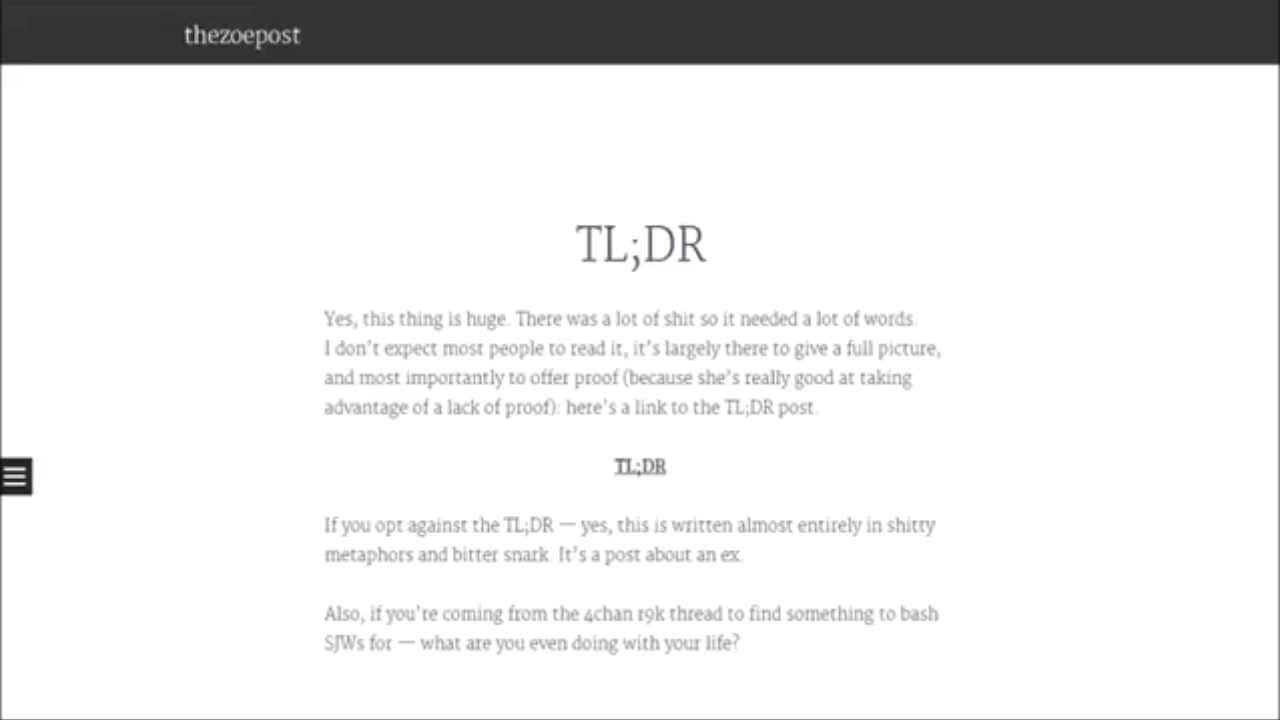 thezoepost
TL;DR
Yes, this thing is huge. There was a lot of shit so it needed a lot of words.
I don't expect most people to read it, it's largely there to give a full picture,
and most importantly to offer proof (because she's really good at taking
advantage of a lack of proof): here's a link to the TL;DR post.
TL;DR
If you opt against the TL;DR — yes, this is written almost entirely in shitty
metaphors and bitter snark. It's a post about an ex.
Also, if you're coming from the 4chan r9k thread to find something to bash
SJWs for — what are you even doing with your life?